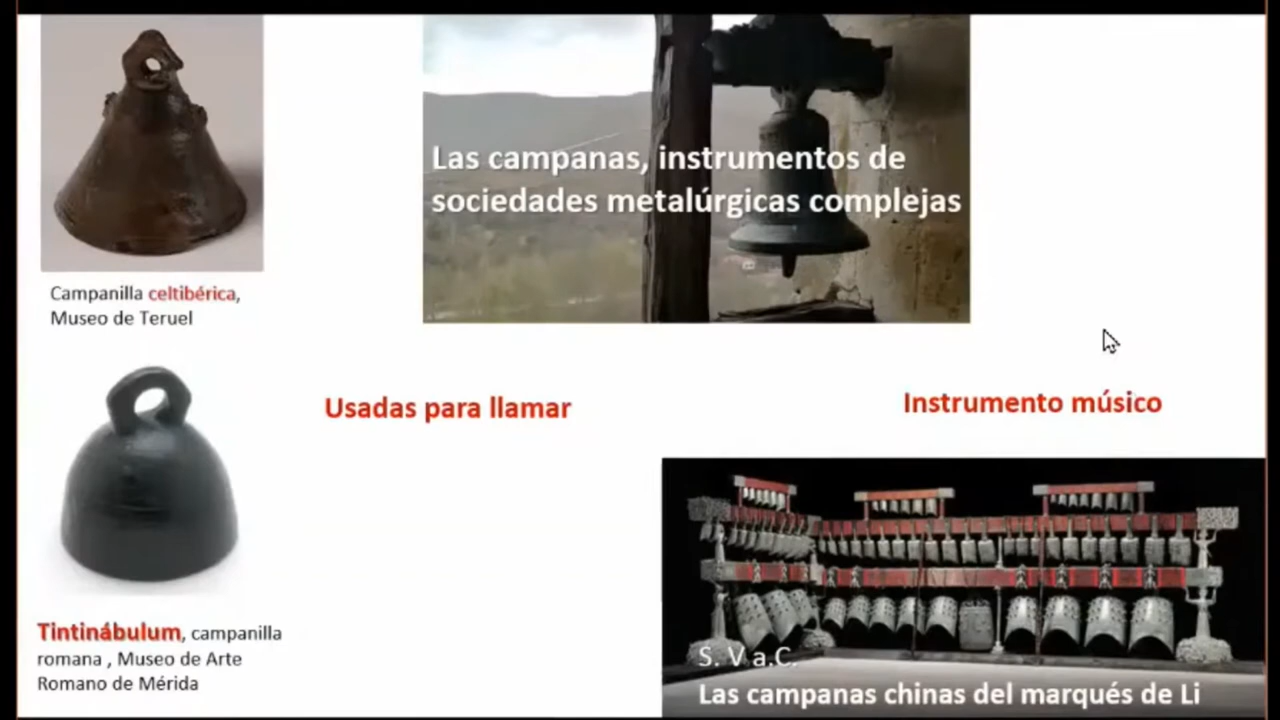 Las campanas, instrumentos de
sociedades metalúrgicas complejas
Campanilla celtibérica,
Museo de Teruel
Usadas para llamar
Instrumento músico
Tintinábulum, campanilla
romana , Museo de Arte
Romano de Mérida
S. V a.C.
Las campanas chinas del marqués de Li